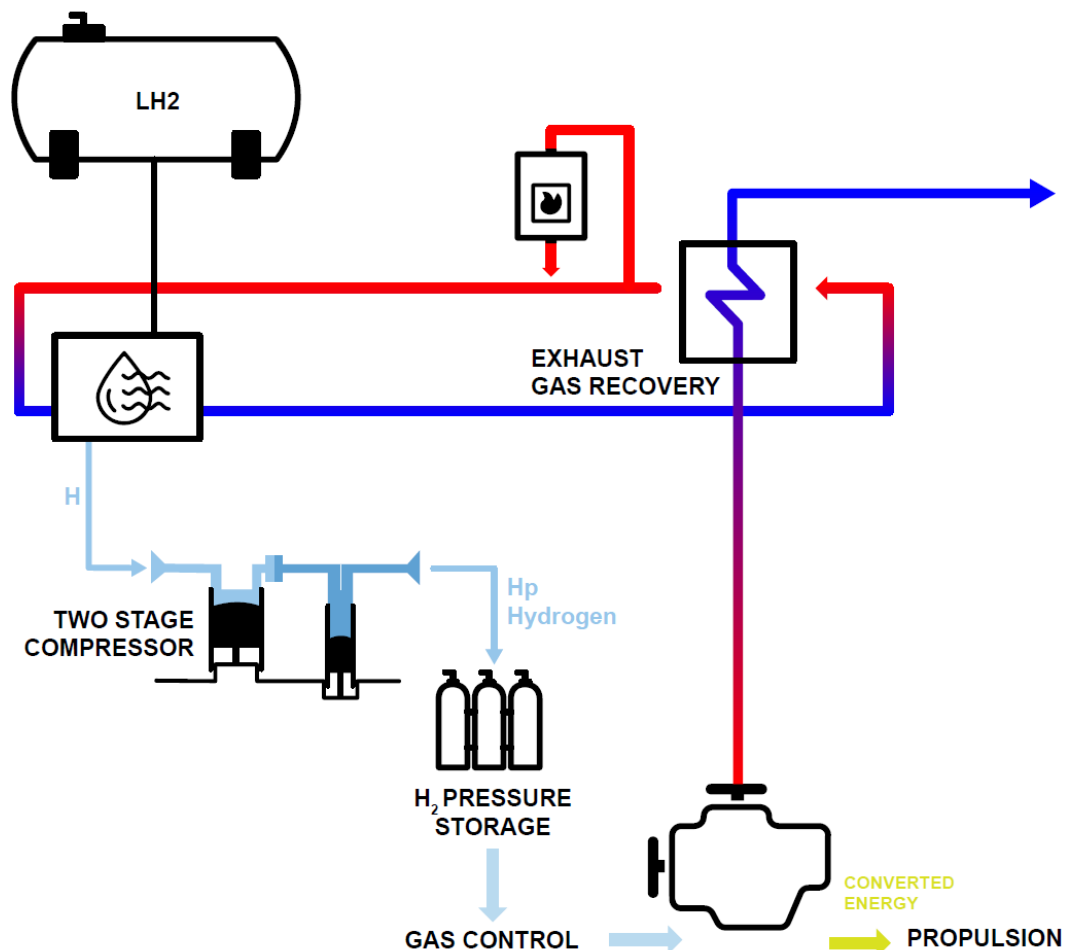 LH2
EXHAUST
GAS RECOVERY
H
Hp
Hydrogen
TWO STAGE
COMPRESSOR
H₂ PRESSURE
STORAGE
CONVERTED
ENERGY
GAS CONTROL
PROPULSION